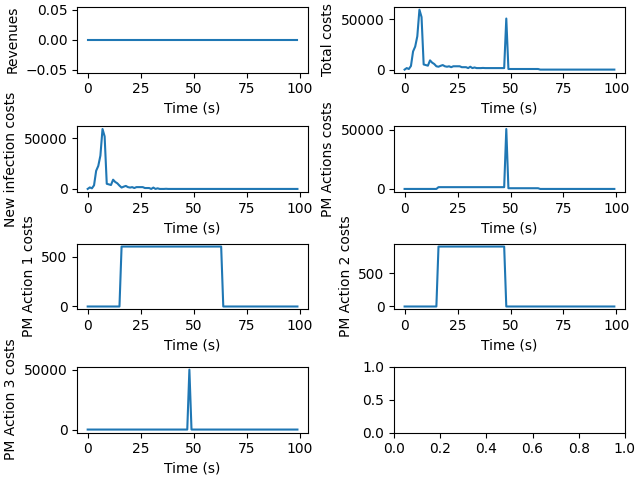 Revenues
0.05
0.00
−0.05
0 25 50 75 100
Time (s)
Total costs
50000
0
0 25 50 75 100
Time (s)
New infection costs
50000
0
0 25 50 75 100
Time (s)
PM Actions costs
50000
0
0 25 50 75 100
Time (s)
PM Action 1 costs
500
0
0 25 50 75 100
Time (s)
PM Action 2 costs
500
0
0 25 50 75 100
Time (s)
PM Action 3 costs
50000
0
0 25 50 75 100
Time (s)
1.0
0.5
0.0
0.0 0.2 0.4 0.6 0.8 1.0